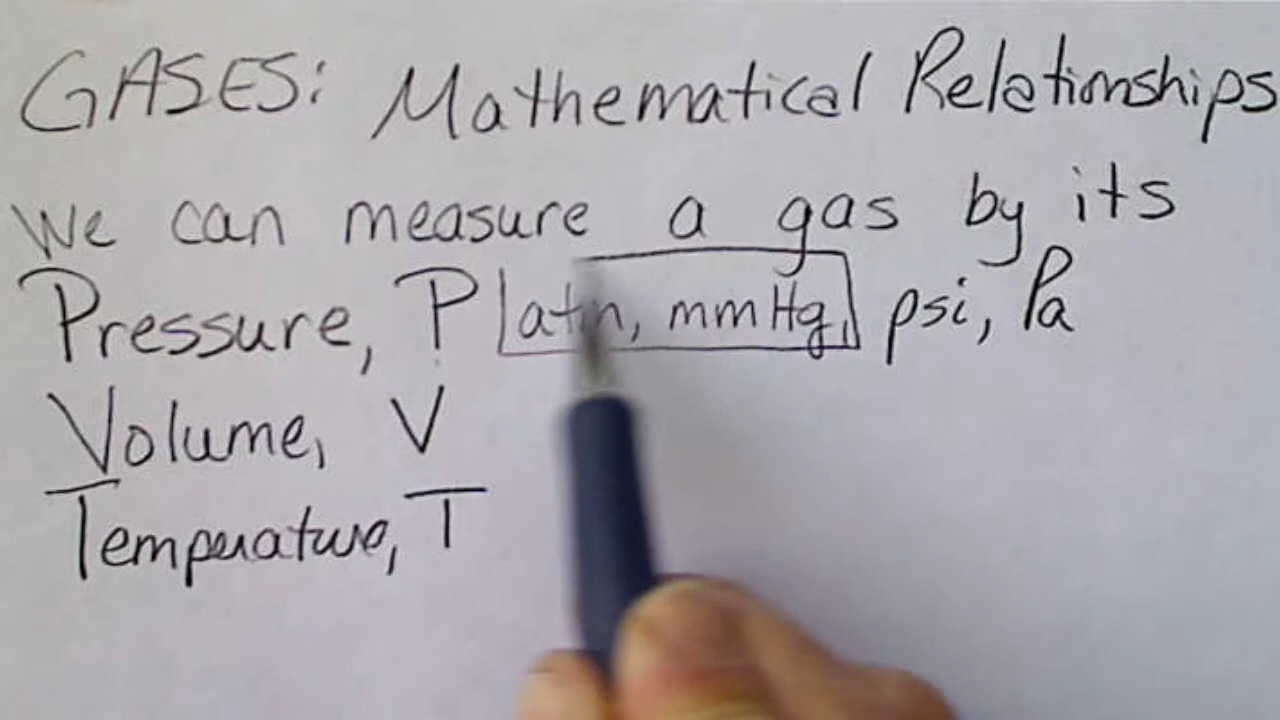 GASES: Mathematical Relationships
We can measure a gas by its
Pressure, P atm, mmHg, psi, Pa
Volume, V
Temperature, T